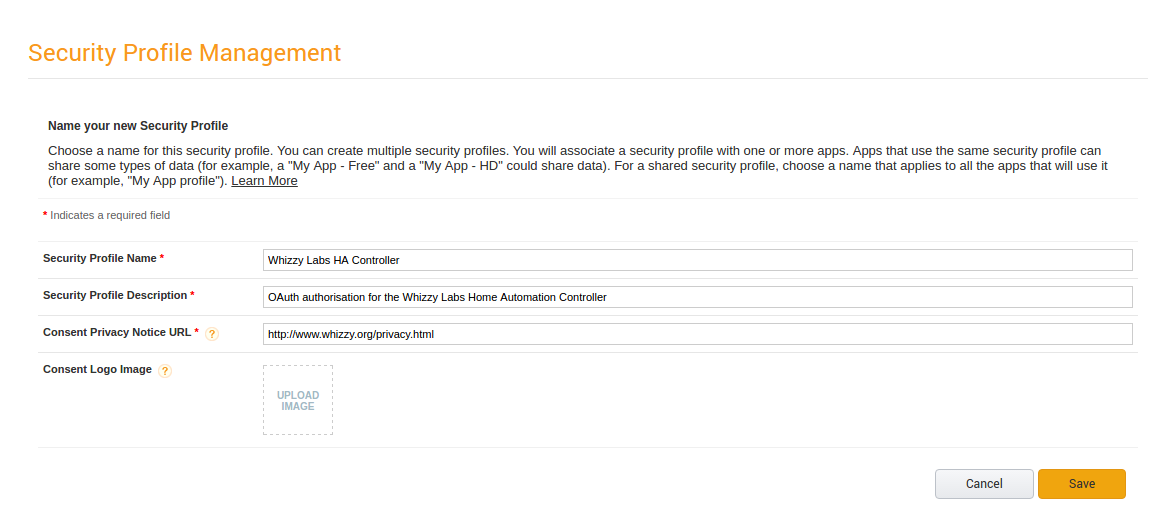 Security Profile Management
Name your new Security Profile
Choose a name for this security profile. You can create multiple security profiles. You will associate a security profile with one or more apps. Apps that use the same security profile can
share some types of data (for example, a "My App - Free" and a "My App - HD" could share data). For a shared security profile, choose a name that applies to all the apps that will use it
(for example, "My App profile"). Learn More
* Indicates a required field
Security Profile Name * Whizzy Labs HA Controller
Security Profile Description * OAuth authorisation for the Whizzy Labs Home Automation Controller
Consent Privacy Notice URL * ? http://www.whizzy.org/privacy.html
Consent Logo Image ?
UPLOAD
IMAGE
Cancel Save